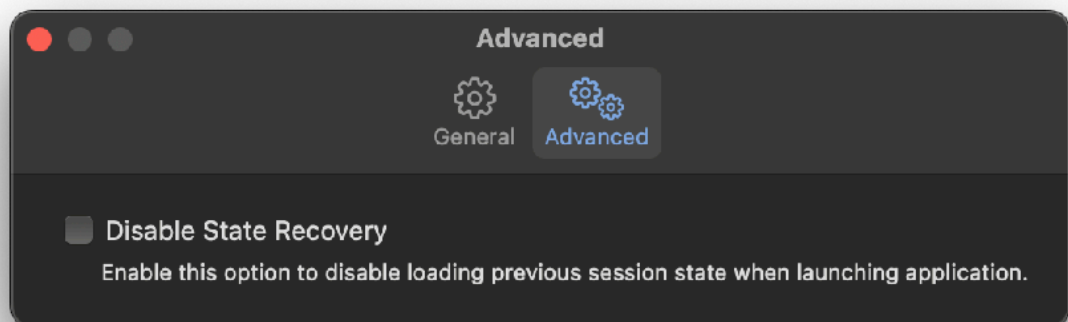 Advanced
General
Advanced
Disable State Recovery
Enable this option to disable loading previous session state when launching application.